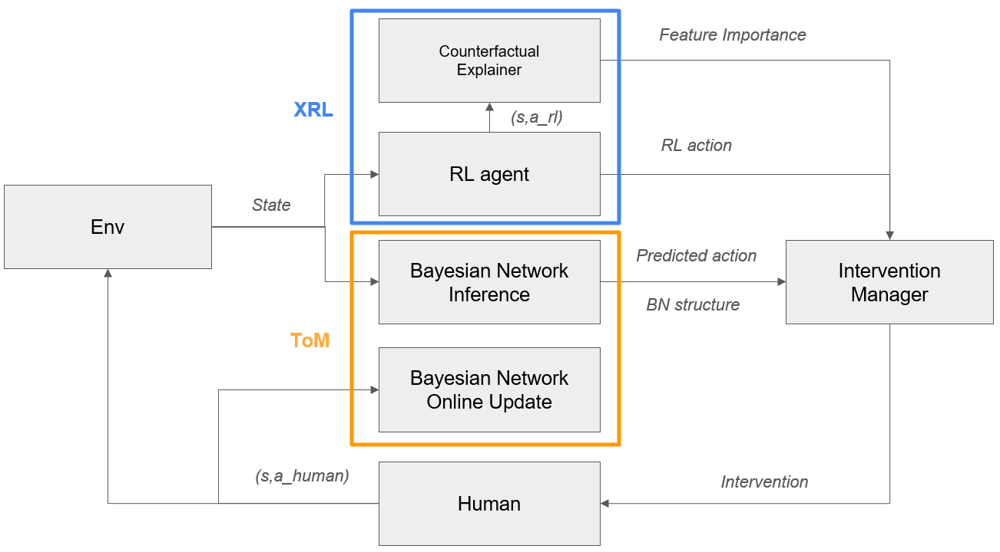 Counterfactual
Explainer
Feature Importance
XRL
(s,a_rl)
RL agent
RL action
Env
State
Bayesian Network
Inference
Predicted action
BN structure
Intervention
Manager
ToM
Bayesian Network
Online Update
(s,a_human)
Human
Intervention